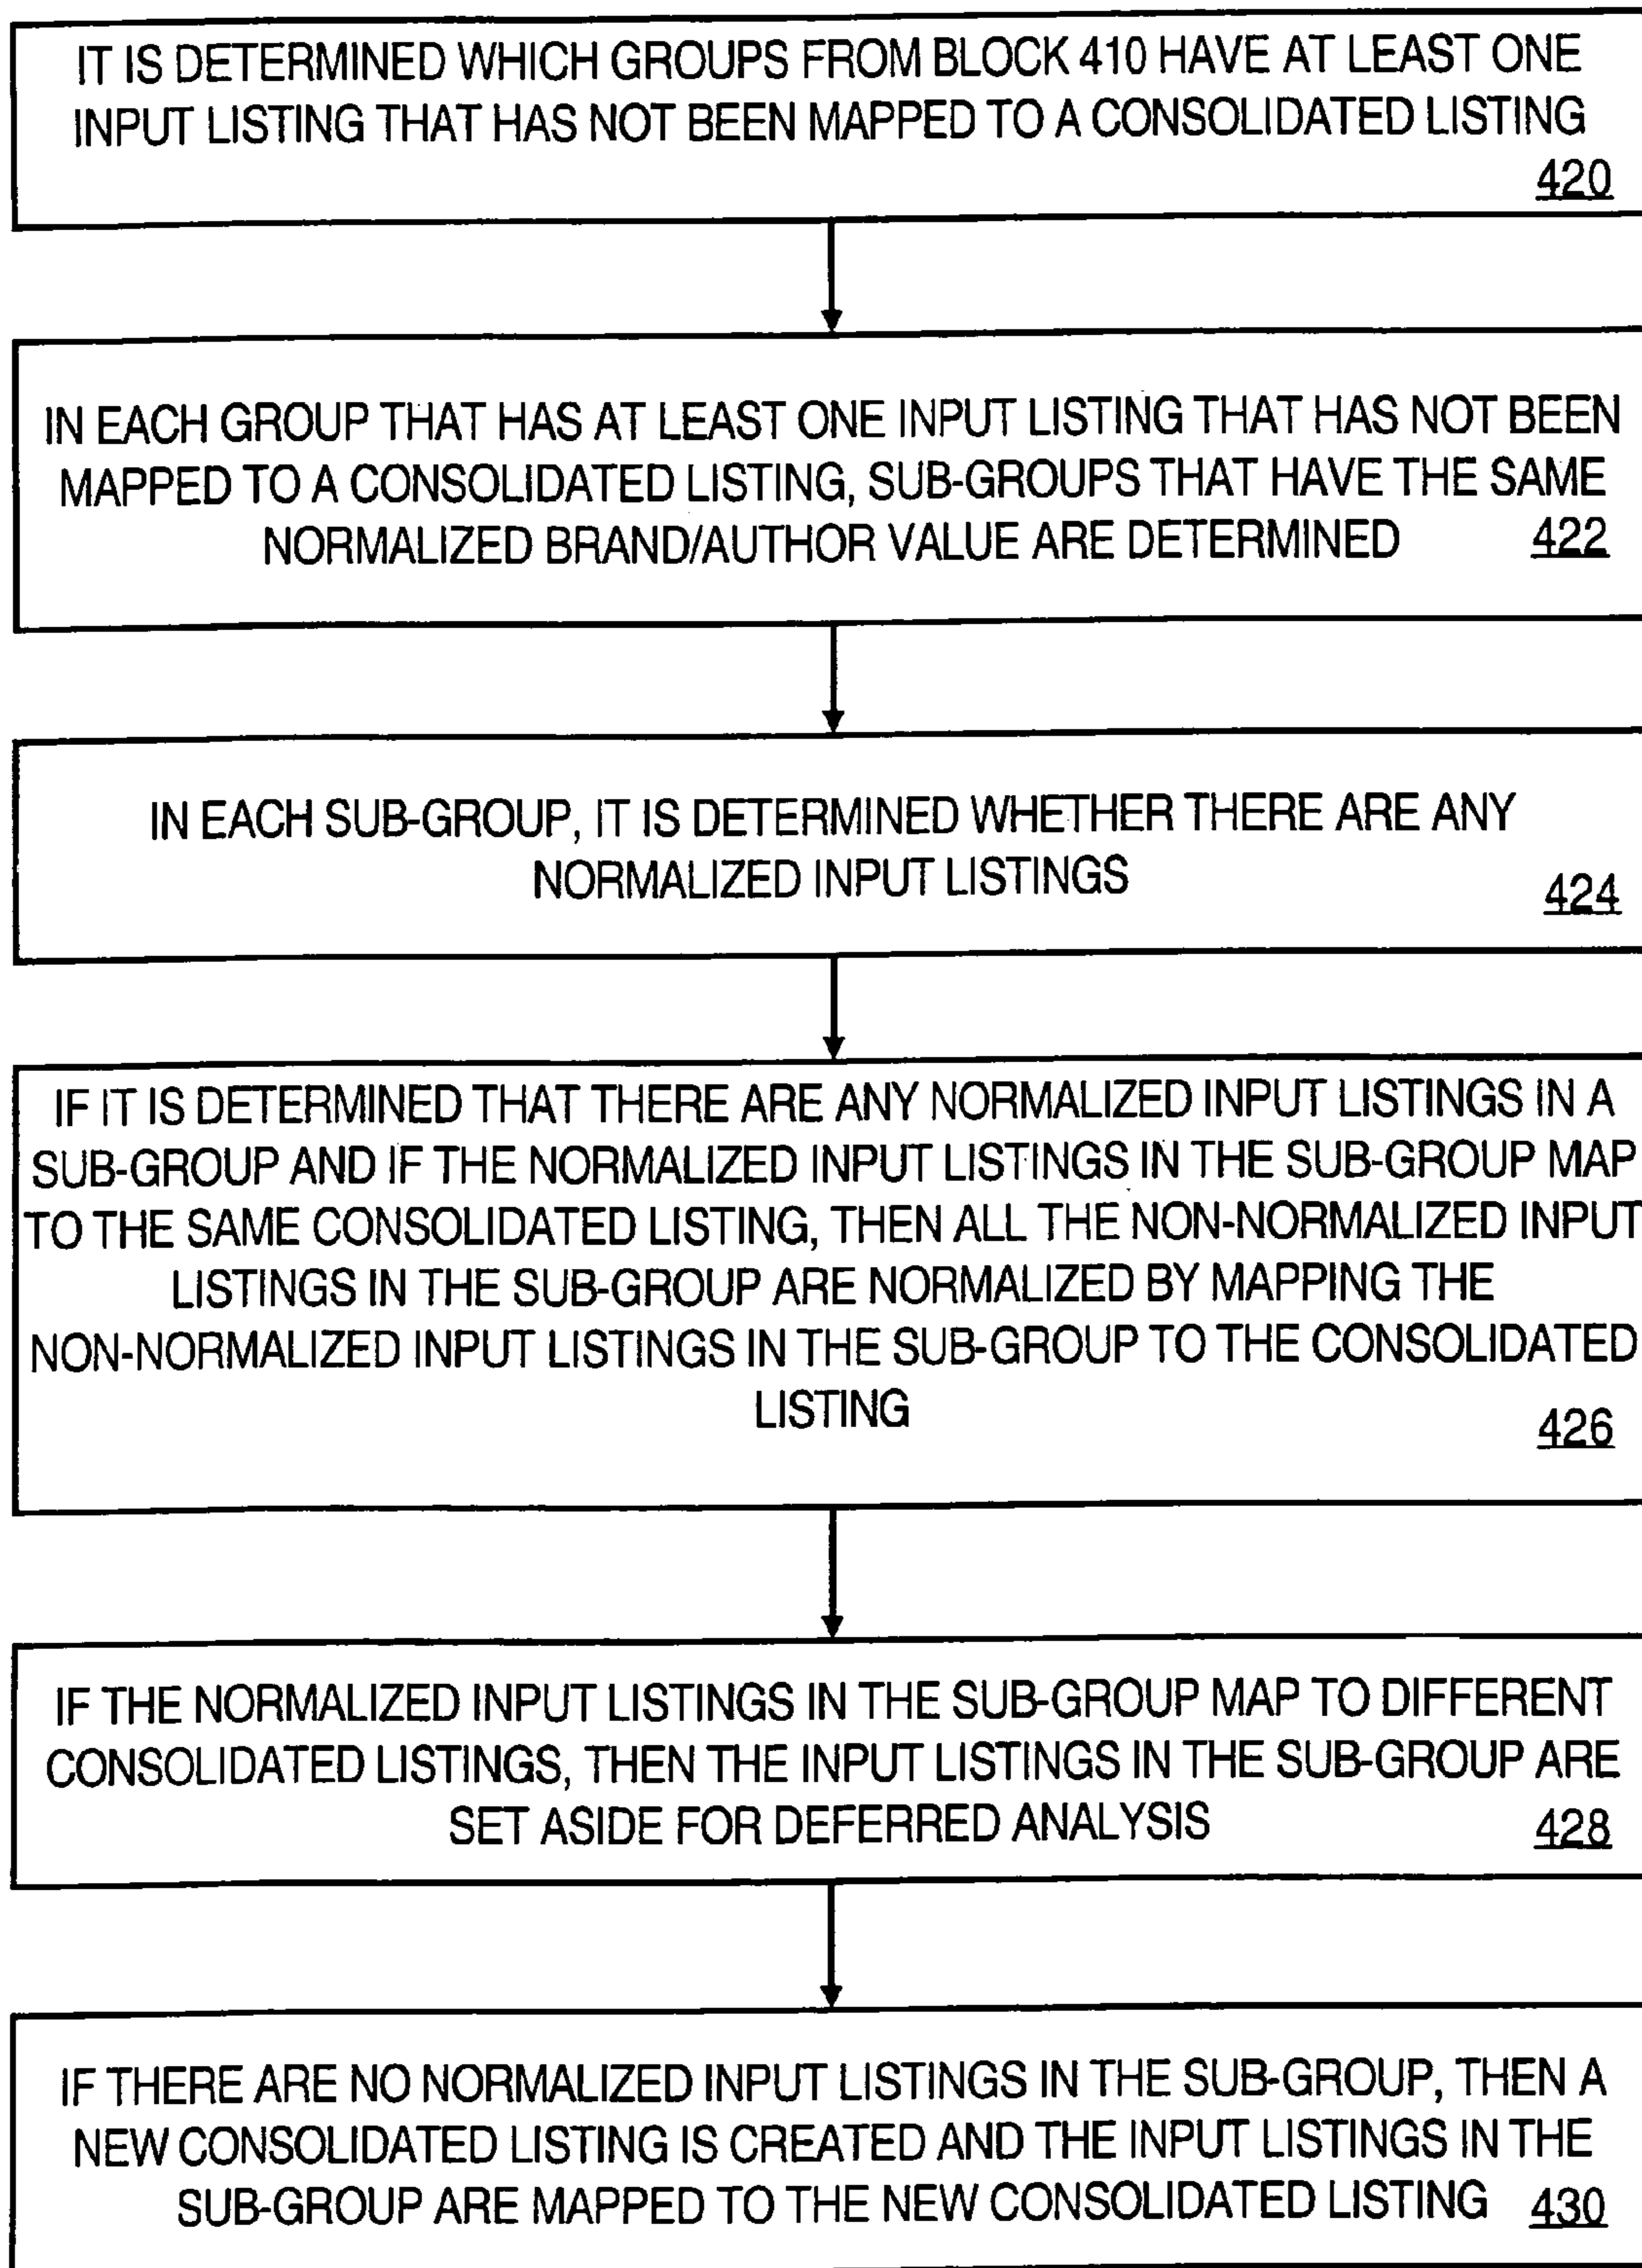 IT IS DETERMINED WHICH GROUPS FROM BLOCK 410 HAVE AT LEAST ONE
INPUT LISTING THAT HAS NOT BEEN MAPPED TO A CONSOLIDATED LISTING
420
IN EACH GROUP THAT HAS AT LEAST ONE INPUT LISTING THAT HAS NOT BEEN
MAPPED TO A CONSOLIDATED LISTING, SUB-GROUPS THAT HAVE THE SAME
NORMALIZED BRAND/AUTHOR VALUE ARE DETERMINED 422
IN EACH SUB-GROUP, IT IS DETERMINED WHETHER THERE ARE ANY
NORMALIZED INPUT LISTINGS
424
IF IT IS DETERMINED THAT THERE ARE ANY NORMALIZED INPUT LISTINGS IN A
SUB-GROUP AND IF THE NORMALIZED INPUT LISTINGS IN THE SUB-GROUP MAP
TO THE SAME CONSOLIDATED LISTING, THEN ALL THE NON-NORMALIZED INPUT
LISTINGS IN THE SUB-GROUP ARE NORMALIZED BY MAPPING THE
NON-NORMALIZED INPUT LISTINGS IN THE SUB-GROUP TO THE CONSOLIDATED
LISTING
426
IF THE NORMALIZED INPUT LISTINGS IN THE SUB-GROUP MAP TO DIFFERENT
CONSOLIDATED LISTINGS, THEN THE INPUT LISTINGS IN THE SUB-GROUP ARE
SET ASIDE FOR DEFERRED ANALYSIS 428
IF THERE ARE NO NORMALIZED INPUT LISTINGS IN THE SUB-GROUP, THEN A
NEW CONSOLIDATED LISTING IS CREATED AND THE INPUT LISTINGS IN THE
SUB-GROUP ARE MAPPED TO THE NEW CONSOLIDATED LISTING 430